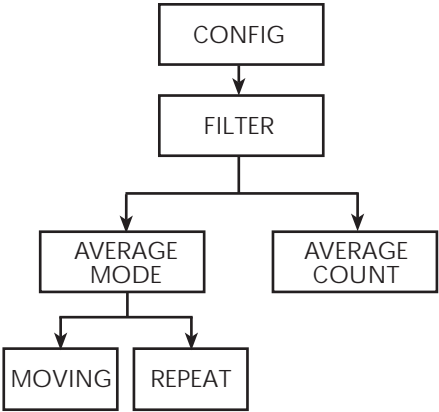 CONFIG
FILTER
AVERAGE
MODE
AVERAGE
COUNT
MOVING
REPEAT